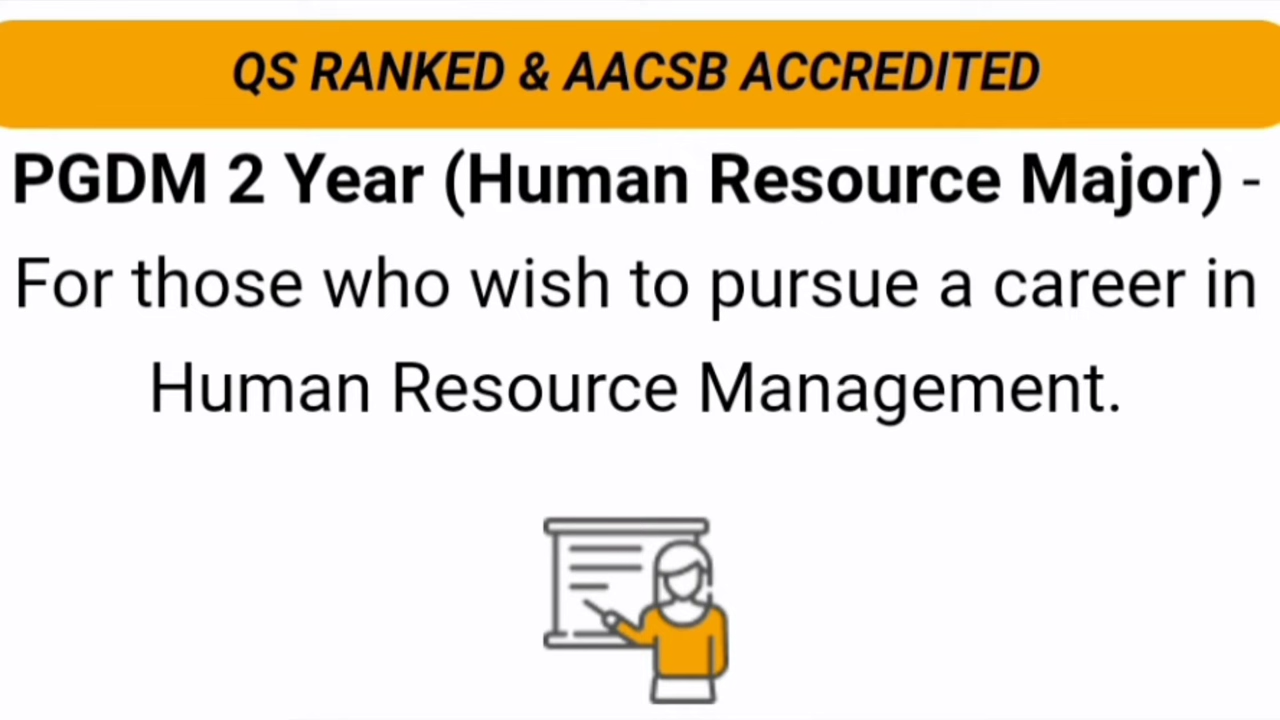 QS RANKED & AACSB ACCREDITED
PGDM 2 Year (Human Resource Major) -
For those who wish to pursue a career in
Human Resource Management.